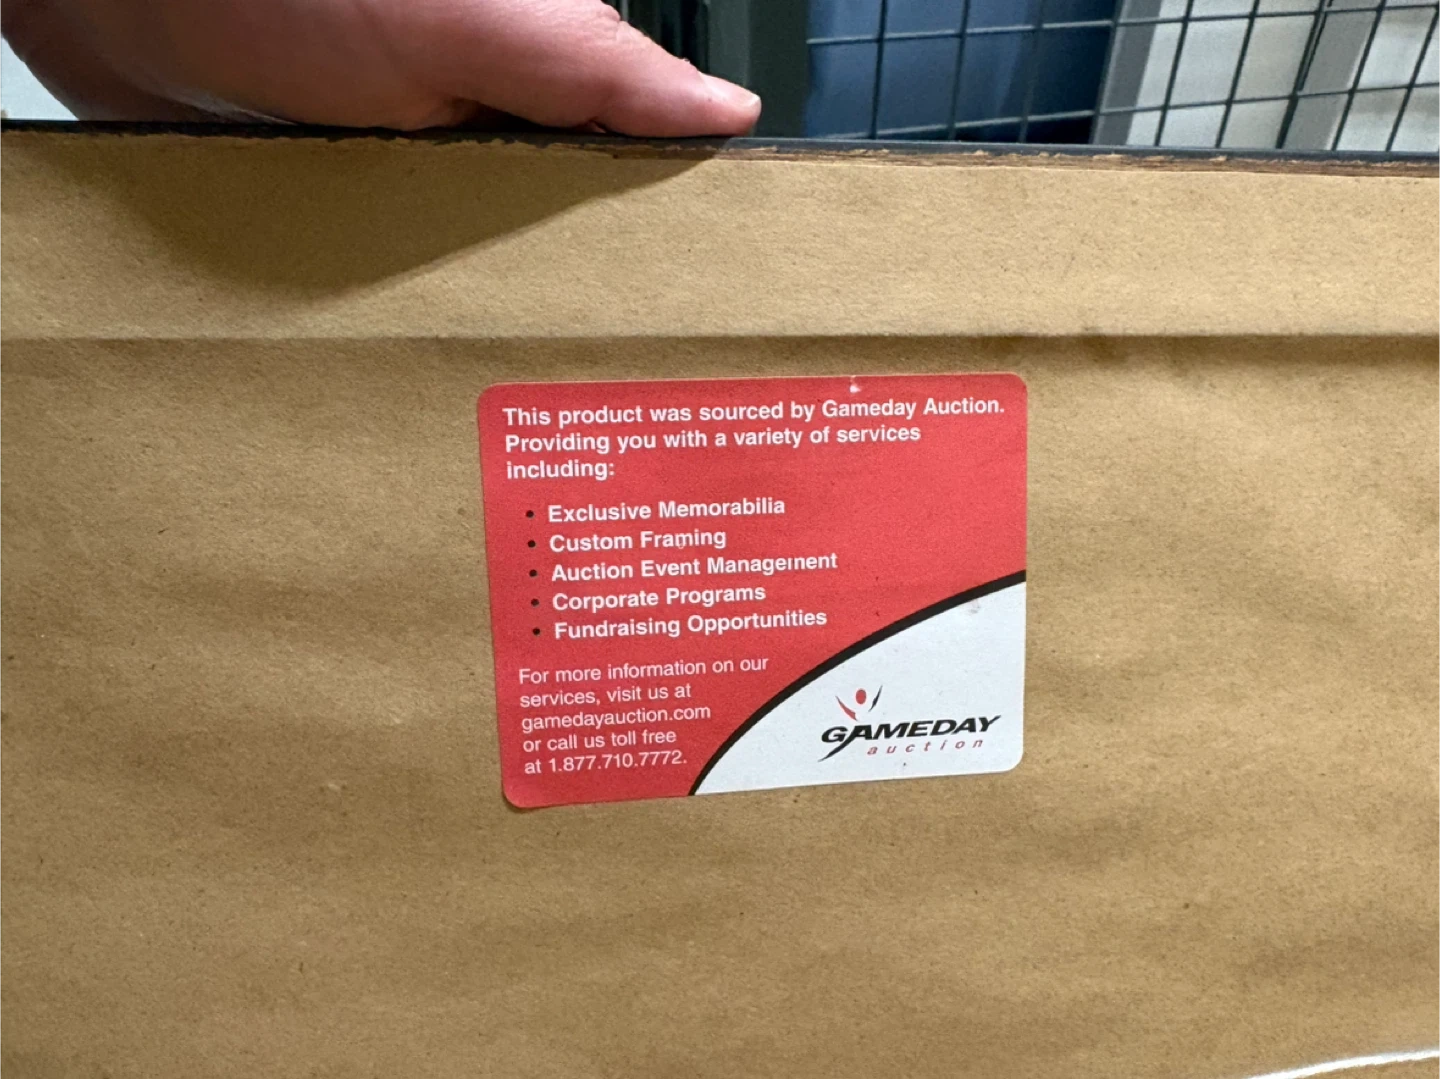 This product was sourced by Gameday Auction.
Providing you with a variety of services
including:
• Exclusive Memorabilia
• Custom Framing
• Auction Event Management
• Corporate Programs
• Fundraising Opportunities
For more information on our
services, visit us at
gamedayauction.com
or call us toll free
at 1.877.710.7772.
GAMEDAY
auction